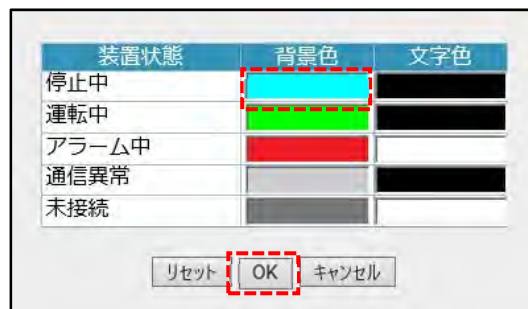 装置状態 背景色 文字色
停止中
運転中
アラーム中
通信異常
未接続
リセット OK キャンセル